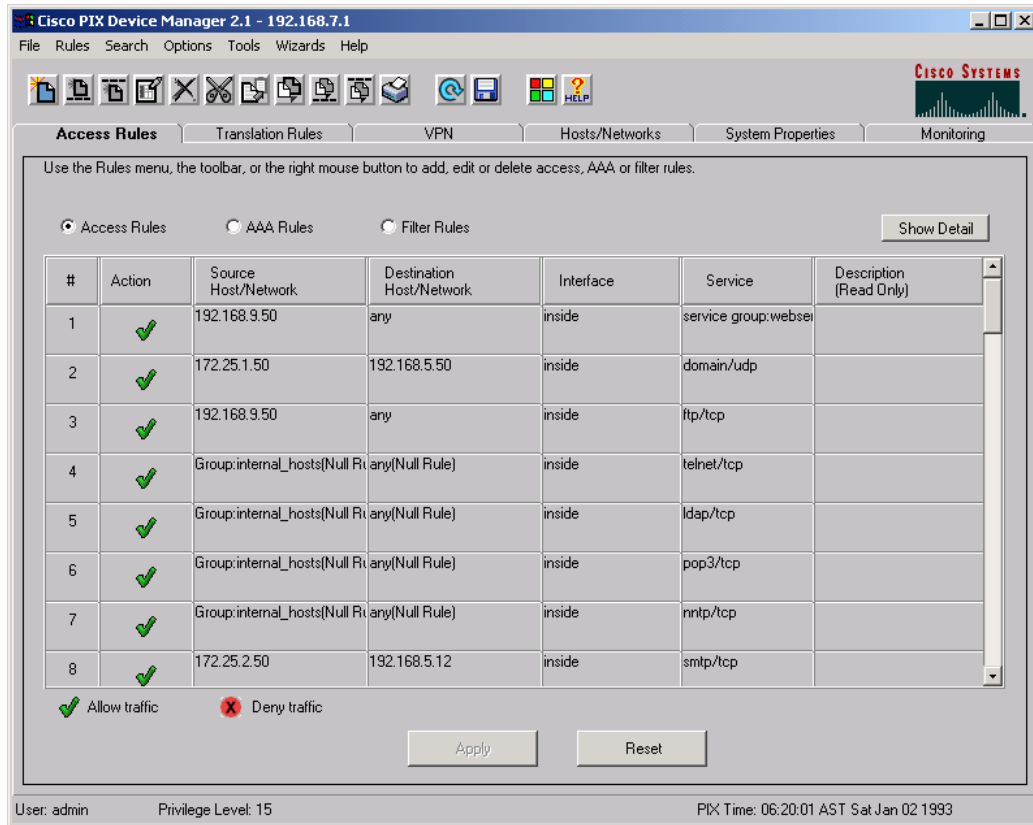 Cisco PIX Device Manager 2.1 - 192.168.7.1
File Rules Search Options Tools Wizards Help
HELP
CISCO SYSTEMS
Access Rules Translation Rules VPN Hosts/Networks System Properties Monitoring
Use the Rules menu, the toolbar, or the right mouse button to add, edit or delete access, AAA or filter rules.
Access Rules AAA Rules Filter Rules Show Detail
# Action Source Host/Network Destination Host/Network Interface Service Description (Read Only)
1 192.168.9.50 any inside service group:webser
2 172.25.1.50 192.168.5.50 inside domain/udp
3 192.168.9.50 any inside ftp/tcp
4 Group:internal_hosts(Null Ru any(Null Rule) inside telnet/tcp
5 Group:internal_hosts(Null Ru any(Null Rule) inside ldap/tcp
6 Group:internal_hosts(Null Ru any(Null Rule) inside pop3/tcp
7 Group:internal_hosts(Null Ru any(Null Rule) inside nntp/tcp
8 172.25.2.50 192.168.5.12 inside smtp/tcp
Allow traffic X Deny traffic
Apply Reset
User: admin Privilege Level: 15 PIX Time: 06:20:01 AST Sat Jan 02 1993